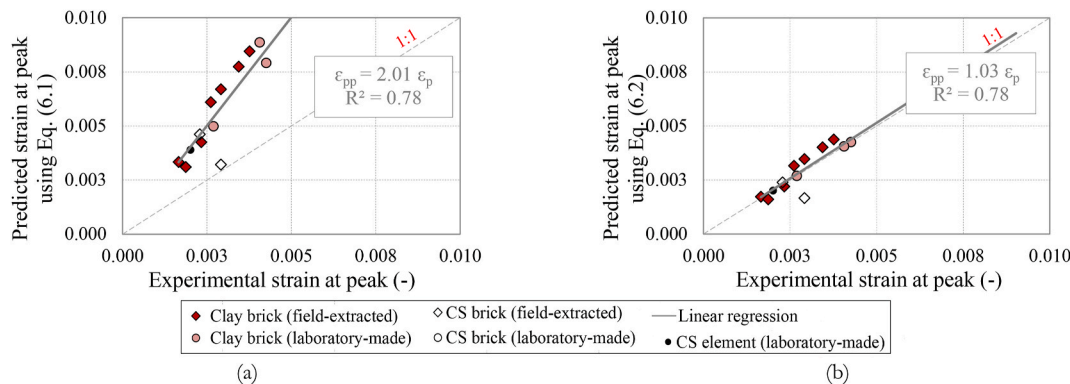 0.010
0.008
0.005
0.003
0.000
Predicted strain at peak
using Eq. (6.1)
1:1
ε_pp = 2.01 ε_p
R² = 0.78
0.000
0.003
0.005
0.008
0.010
Experimental strain at peak (-)
0.010
0.008
0.005
0.003
0.000
Predicted strain at peak
using Eq. (6.2)
1:1
ε_pp = 1.03 ε_p
R² = 0.78
0.000
0.003
0.005
0.008
0.010
Experimental strain at peak (-)
Clay brick (field-extracted)
CS brick (field-extracted)
Linear regression
Clay brick (laboratory-made)
CS brick (laboratory-made)
CS element (laboratory-made)
(a)
(b)